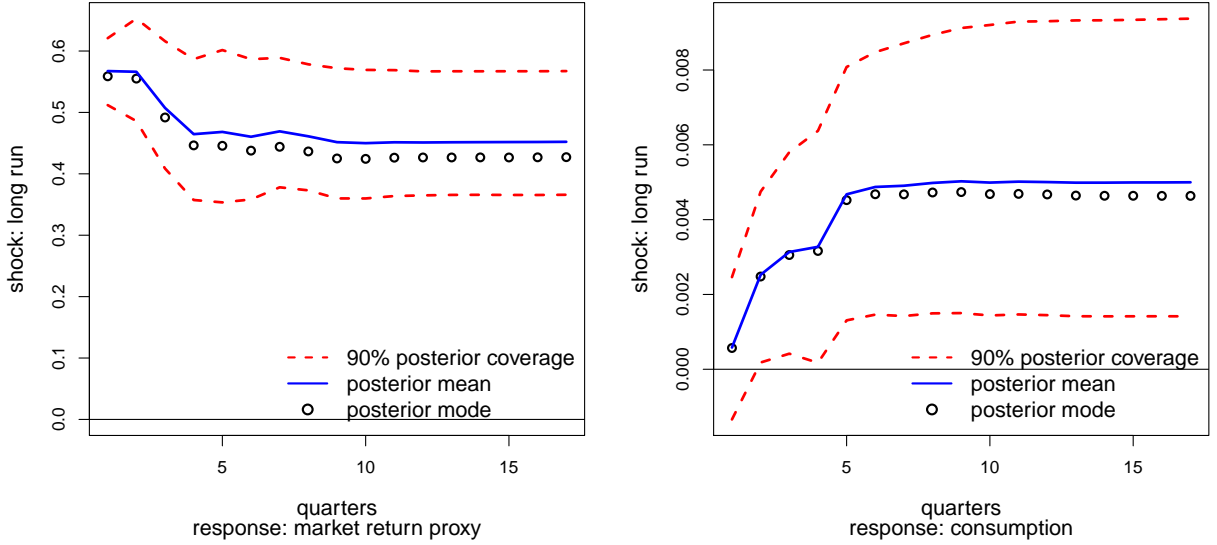 0.6
0.5
0.4
0.3
0.2
0.1
0.0
shock: long run
90% posterior coverage
posterior mean
posterior mode
5
10
15
quarters
response: market return proxy
0.008
0.006
0.004
0.002
0.000
shock: long run
90% posterior coverage
posterior mean
posterior mode
5
10
15
quarters
response: consumption